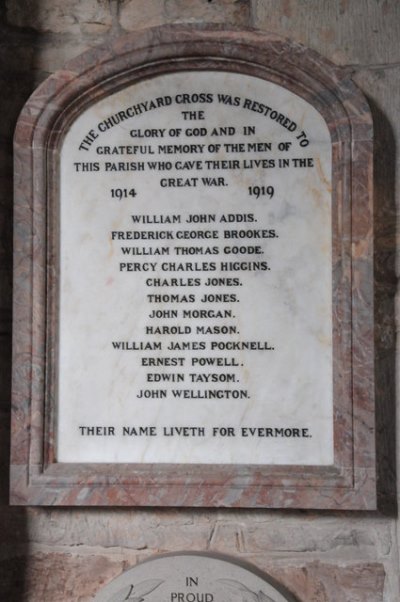 THE CHURCHYARD CROSS WAS RESTORED TO
THE
GLORY OF GOD AND IN
GRATEFUL MEMORY OF THE MEN OF
THIS PARISH WHO GAVE THEIR LIVES IN THE
GREAT WAR.
1914 1919
WILLIAM JOHN ADDIS.
FREDERICK GEORGE BROOKES.
WILLIAM THOMAS GOODE.
PERCY CHARLES HIGGINS.
CHARLES JONES.
THOMAS JONES.
JOHN MORGAN.
HAROLD MASON.
WILLIAM JAMES POCKNELL.
ERNEST POWELL.
EDWIN TAYSOM.
JOHN WELLINGTON.
THEIR NAME LIVETH FOR EVERMORE.
IN
PROUD